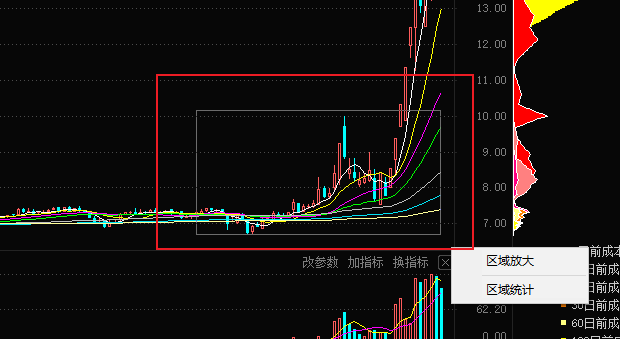 13.00
12.00
11.00
10.00
9.00
8.00
7.00
改参数 加指标 换指标
区域放大
区域统计
前成本
日前成
日前成
62.20
30日前成
60日前成
0.00